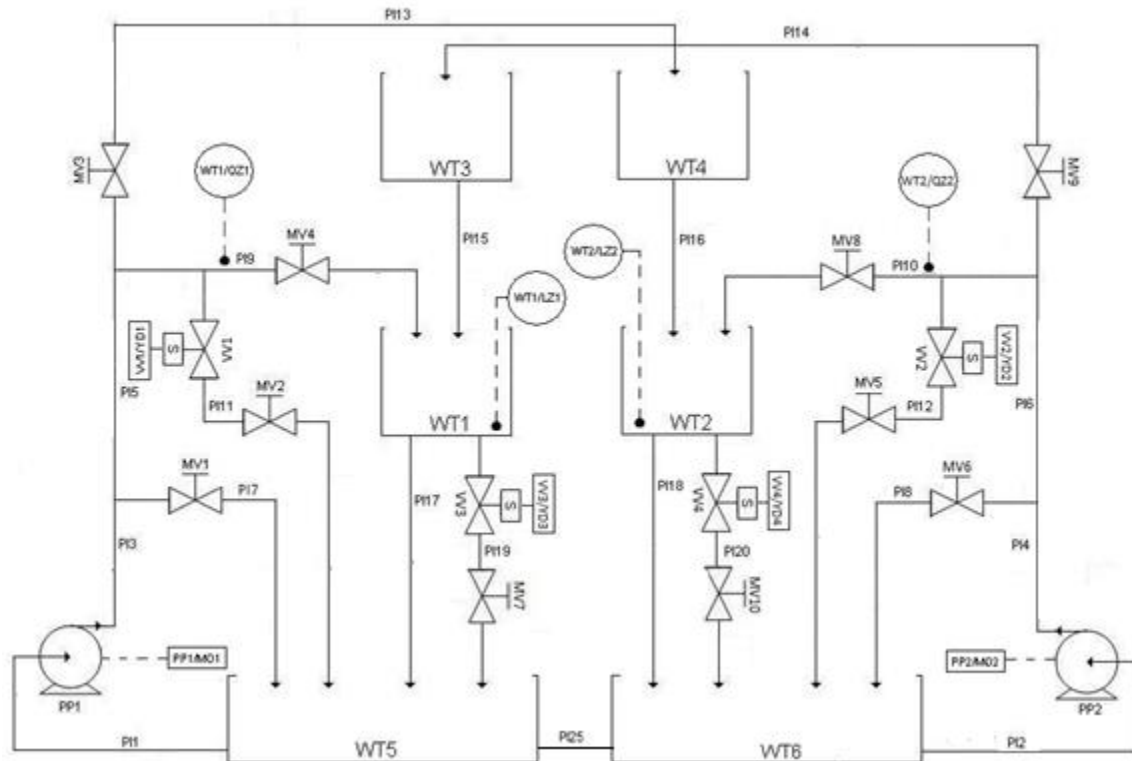 PI13
PI14
WT3
WT4
MV3
WT1/QZ1
WT2/QZ2
MV9
PI15
PI16
MV4
PI9
WT2/LZ2
MV8
PI10
WT1/LZ1
VV1/YD1
S
VV1
VV2
S
VV2/YD2
PI5
MV2
PI11
MV5
PI12
PI6
WT1
WT2
MV1
PI7
PI17
VV3
S
VV3/YD3
PI18
VV4
S
VV4/YD4
MV6
PI8
PI3
PI19
PI20
PI4
MV7
MV10
PP1/M01
PP2/M02
PP1
PP2
PI1
WT5
PI25
WT6
PI2